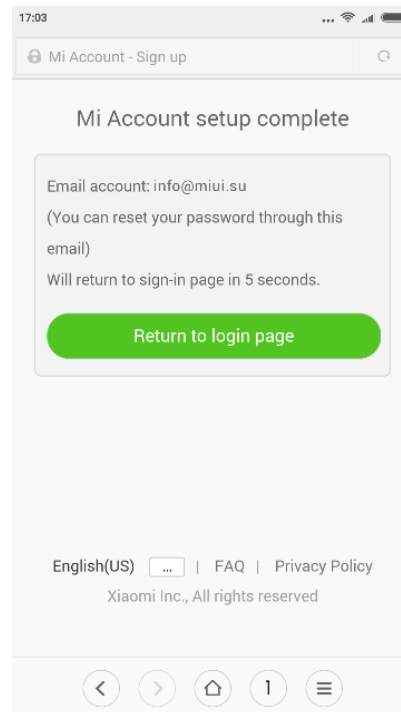 17:03
...
Mi Account - Sign up
Mi Account setup complete
Email account: info@miui.su
(You can reset your password through this
email)
Will return to sign-in page in 5 seconds.
Return to login page
English(US) ... | FAQ | Privacy Policy
Xiaomi Inc., All rights reserved
1